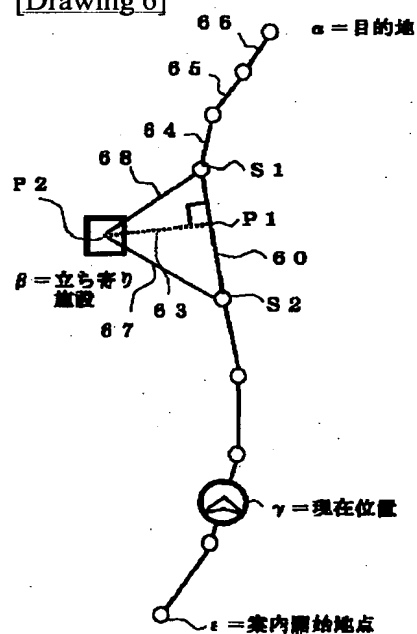 [Drawing 6]
66
α＝目的地
65
64
68
S1
P2
P1
60
β＝立ち寄り
施設
63
S2
67
γ＝現在位置
ε＝案内開始地点